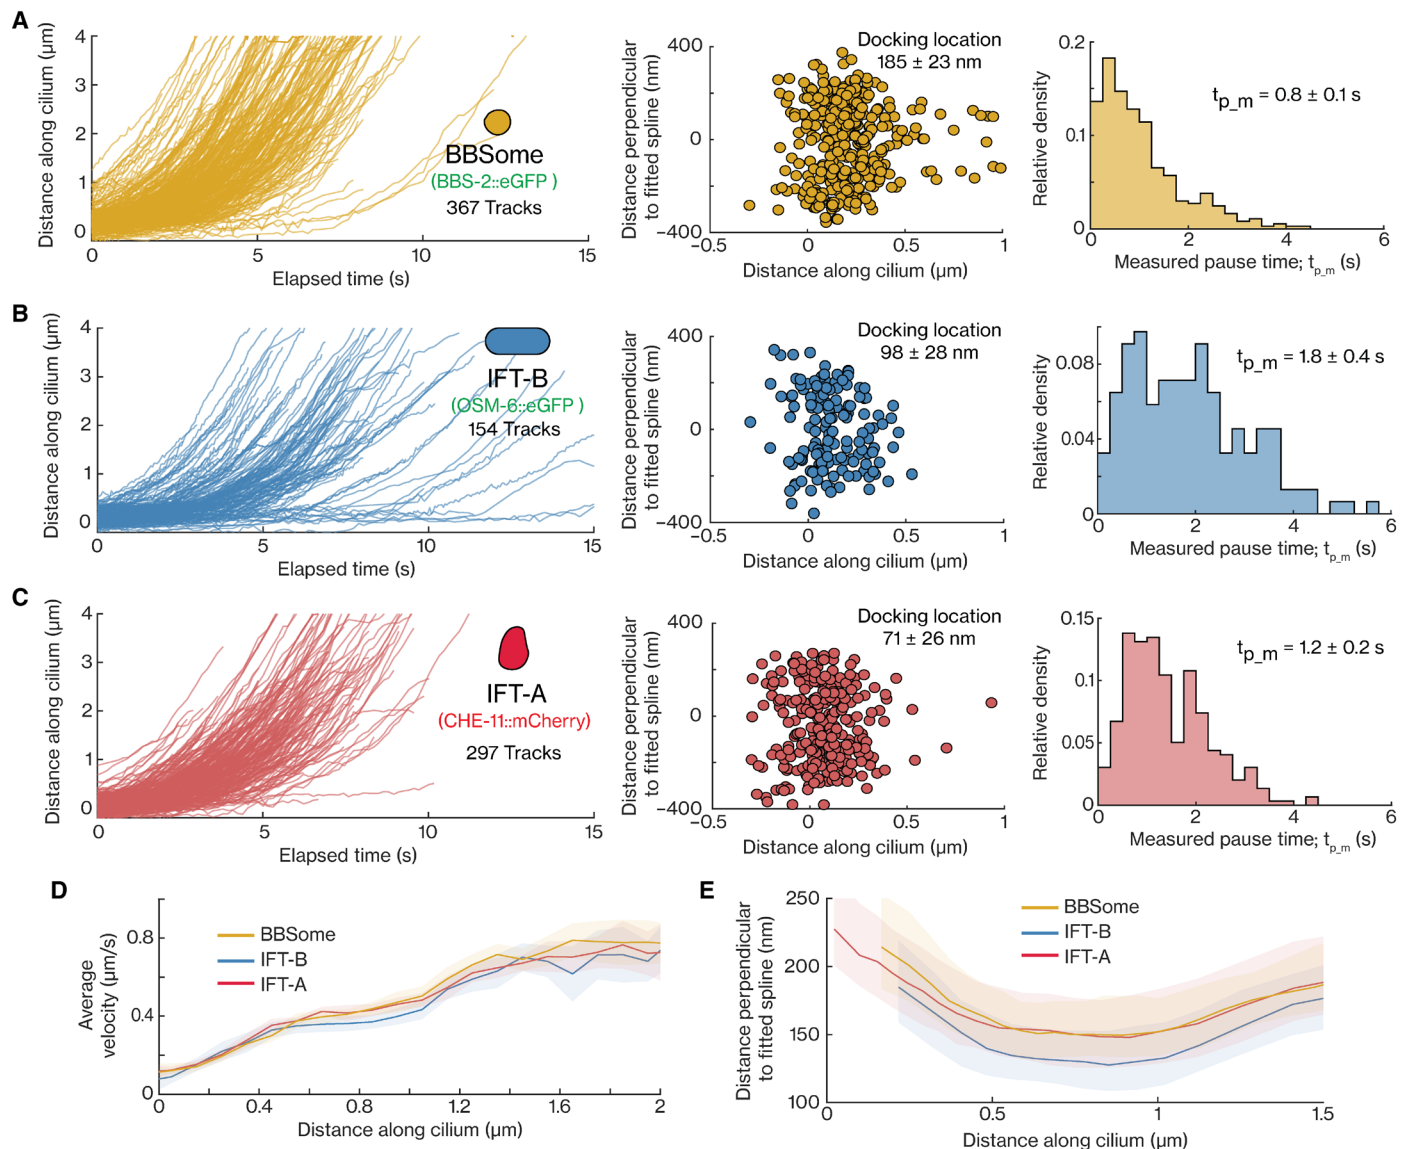 A
Distance along cilium (µm)
4
3
2
1
0
0
5
10
15
Elapsed time (s)
BBSome
(BBS-2::eGFP )
367 Tracks
Distance perpendicular
to fitted spline (nm)
400
0
−400
−0.5
0
0.5
1
Distance along cilium (µm)
Docking location
185 ± 23 nm
Relative density
0.2
0.1
0
0
2
4
6
Measured pause time; tp_m (s)
tp_m = 0.8 ± 0.1 s
B
Distance along cilium (µm)
4
3
2
1
0
0
5
10
15
Elapsed time (s)
IFT-B
(OSM-6::eGFP )
154 Tracks
Distance perpendicular
to fitted spline (nm)
400
0
−400
−0.5
0
0.5
1
Distance along cilium (µm)
Docking location
98 ± 28 nm
Relative density
0.08
0.04
0
0
2
4
6
Measured pause time; tp_m (s)
tp_m = 1.8 ± 0.4 s
C
Distance along cilium (µm)
4
3
2
1
0
0
5
10
15
Elapsed time (s)
IFT-A
(CHE-11::mCherry)
297 Tracks
Distance perpendicular
to fitted spline (nm)
400
0
−400
−0.5
0
0.5
1
Distance along cilium (µm)
Docking location
71 ± 26 nm
Relative density
0.15
0.1
0.05
0
0
2
4
6
Measured pause time; tp_m (s)
tp_m = 1.2 ± 0.2 s
D
Average
velocity (µm/s)
0.8
0.4
0
0
0.4
0.8
1.2
1.6
2
Distance along cilium (µm)
BBSome
IFT-B
IFT-A
E
Distance perpendicular
to fitted spline (nm)
250
200
150
100
0
0.5
1
1.5
Distance along cilium (µm)
BBSome
IFT-B
IFT-A